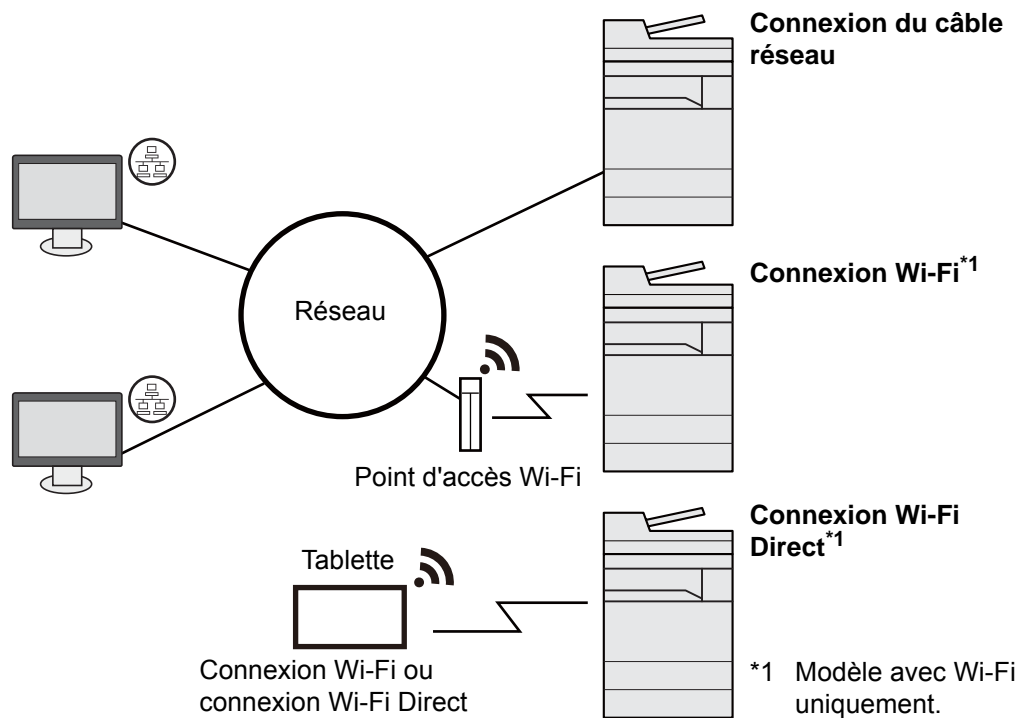 Connexion du câble
réseau
Réseau
Connexion Wi-Fi*1
Point d'accès Wi-Fi
Connexion Wi-Fi
Direct*1
Tablette
Connexion Wi-Fi ou
connexion Wi-Fi Direct
*1 Modèle avec Wi-Fi
uniquement.